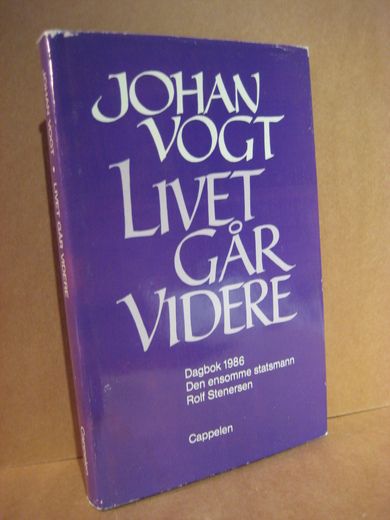 JOHAN
VOGT
LIVET
GÅR
VIDERE
Dagbok 1986
Den ensomme statsmann
Rolf Stenersen
Cappelen
JOHAN VOGT • LIVET GÅR VIDERE
Cappelen